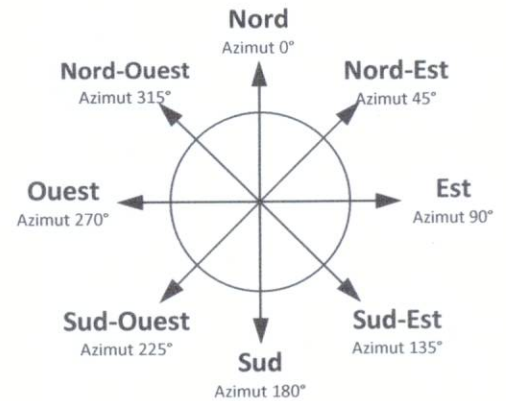 Nord
Azimut 0°
Nord-Ouest
Azimut 315°
Nord-Est
Azimut 45°
Ouest
Azimut 270°
Est
Azimut 90°
Sud-Ouest
Azimut 225°
Sud-Est
Azimut 135°
Sud
Azimut 180°